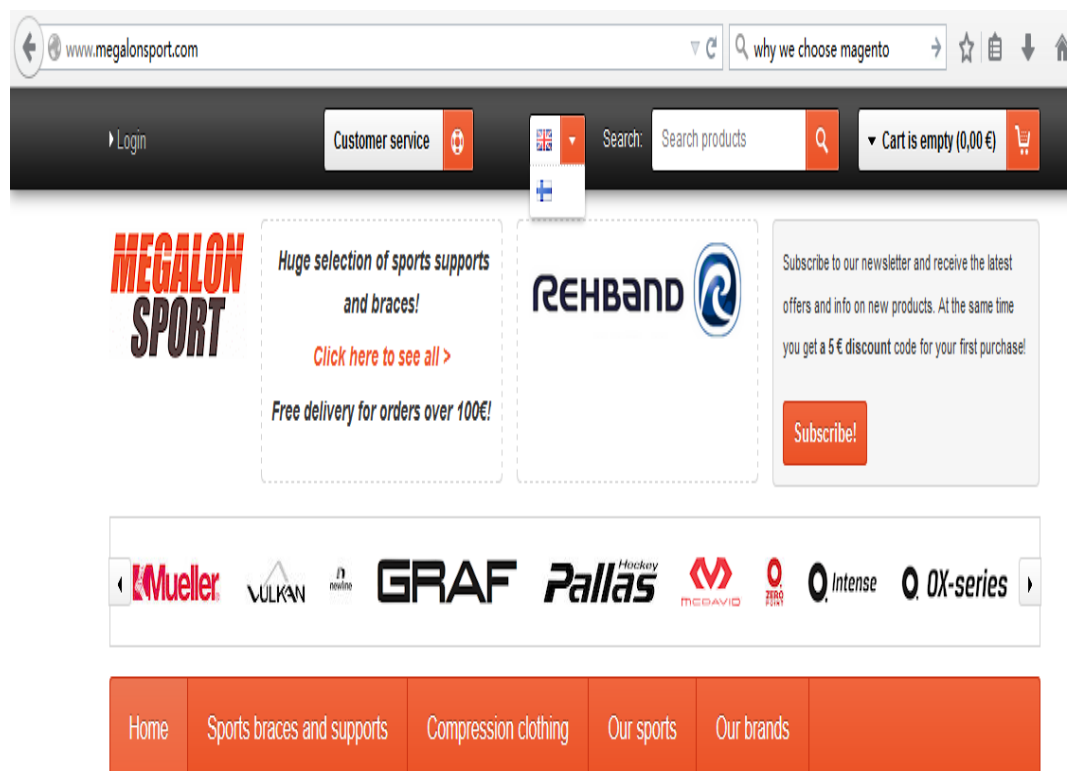 www.megalonsport.com
why we choose magento
Login
Customer service
Search:
Search products
Cart is empty (0,00 €)
MEGALON
SPORT
Huge selection of sports supports
and braces!
Click here to see all >
Free delivery for orders over 100€!
REHBAND
Subscribe to our newsletter and receive the latest
offers and info on new products. At the same time
you get a 5 € discount code for your first purchase!
Subscribe!
Mueller
VULKAN
newline
GRAF
Hockey
Pallas
MCDAVID
ZERO
POINT
Intense
OX-series
Home
Sports braces and supports
Compression clothing
Our sports
Our brands